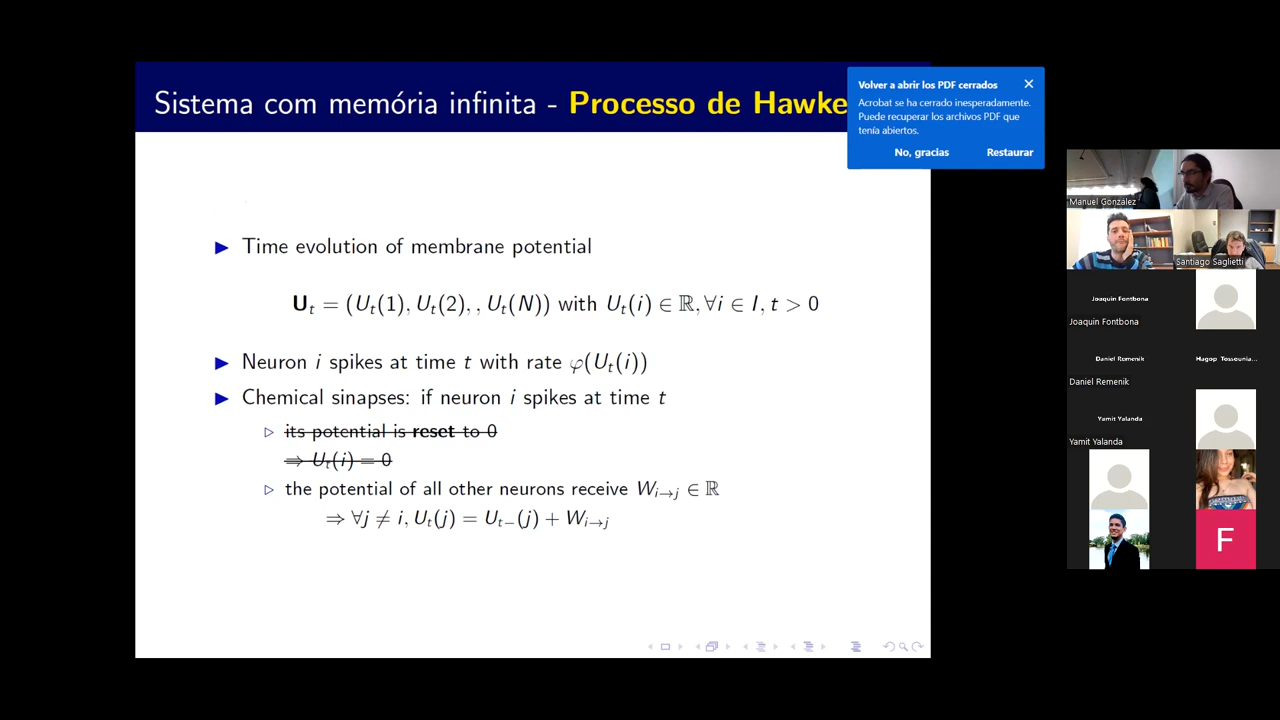 Sistema com memória infinita - Processo de Hawke
Volver a abrir los PDF cerrados
Acrobat se ha cerrado inesperadamente.
Puede recuperar los archivos PDF que
tenía abiertos.
No, gracias
Restaurar
Time evolution of membrane potential
U_t = (U_t(1), U_t(2), , U_t(N)) with U_t(i) ∈ ℝ, ∀i ∈ I, t > 0
Neuron i spikes at time t with rate φ(U_t(i))
Chemical sinapses: if neuron i spikes at time t
its potential is reset to 0
⇒ U_t(i) = 0
the potential of all other neurons receive W_{i→j} ∈ ℝ
⇒ ∀j ≠ i, U_t(j) = U_{t−}(j) + W_{i→j}
Manuel González
Santiago Saglietti
Joaquin Fontbona
Joaquin Fontbona
Daniel Remenik
Hagop Tossounia...
Daniel Remenik
Yamit Yalanda
Yamit Yalanda
F